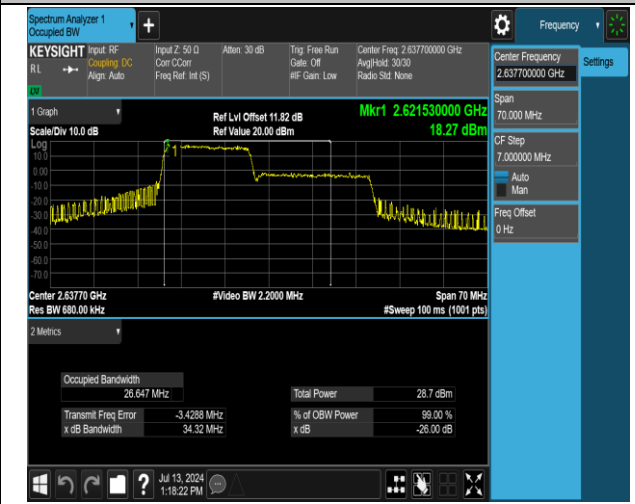 Spectrum Analyzer 1
Occupied BW
Frequency
KEYSIGHT
RL
LNI
Input: RF
Coupling: DC
Align: Auto
Input Z: 50 Ω
Corr CCorr
Freq Ref: Int (S)
Atten: 30 dB
Trig: Free Run
Gate: Off
#IF Gain: Low
Center Freq: 2.637700000 GHz
Avg|Hold: 30/30
Radio Std: None
Center Frequency
2.637700000 GHz
Settings
Span
70.000 MHz
CF Step
7.000000 MHz
Auto
Man
Freq Offset
0 Hz
1 Graph
Scale/Div 10.0 dB
Ref Lvl Offset 11.82 dB
Ref Value 20.00 dBm
Mkr1 2.621530000 GHz
18.27 dBm
Log
10.0
0.00
-10.0
-20.0
-30.0
-40.0
-50.0
-60.0
-70.0
1
Center 2.63770 GHz
#Video BW 2.2000 MHz
Span 70 MHz
Res BW 680.00 kHz
#Sweep 100 ms (1001 pts)
2 Metrics
Occupied Bandwidth
26.647 MHz
Total Power 28.7 dBm
Transmit Freq Error -3.4288 MHz
% of OBW Power 99.00 %
x dB Bandwidth 34.32 MHz
x dB -26.00 dB
?
Jul 13, 2024
1:18:22 PM